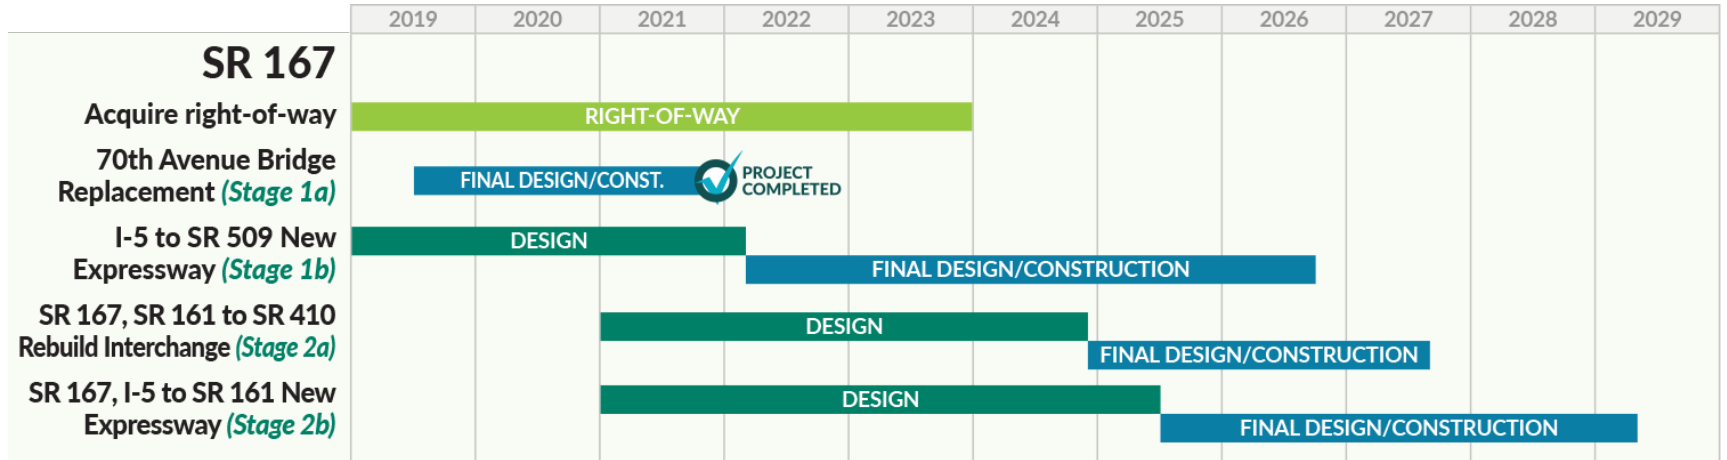 2019 2020 2021 2022 2023 2024 2025 2026 2027 2028 2029
SR 167
Acquire right-of-way
RIGHT-OF-WAY
70th Avenue Bridge
Replacement (Stage 1a)
FINAL DESIGN/CONST.
PROJECT
COMPLETED
I-5 to SR 509 New
Expressway (Stage 1b)
DESIGN
FINAL DESIGN/CONSTRUCTION
SR 167, SR 161 to SR 410
Rebuild Interchange (Stage 2a)
DESIGN
FINAL DESIGN/CONSTRUCTION
SR 167, I-5 to SR 161 New
Expressway (Stage 2b)
DESIGN
FINAL DESIGN/CONSTRUCTION